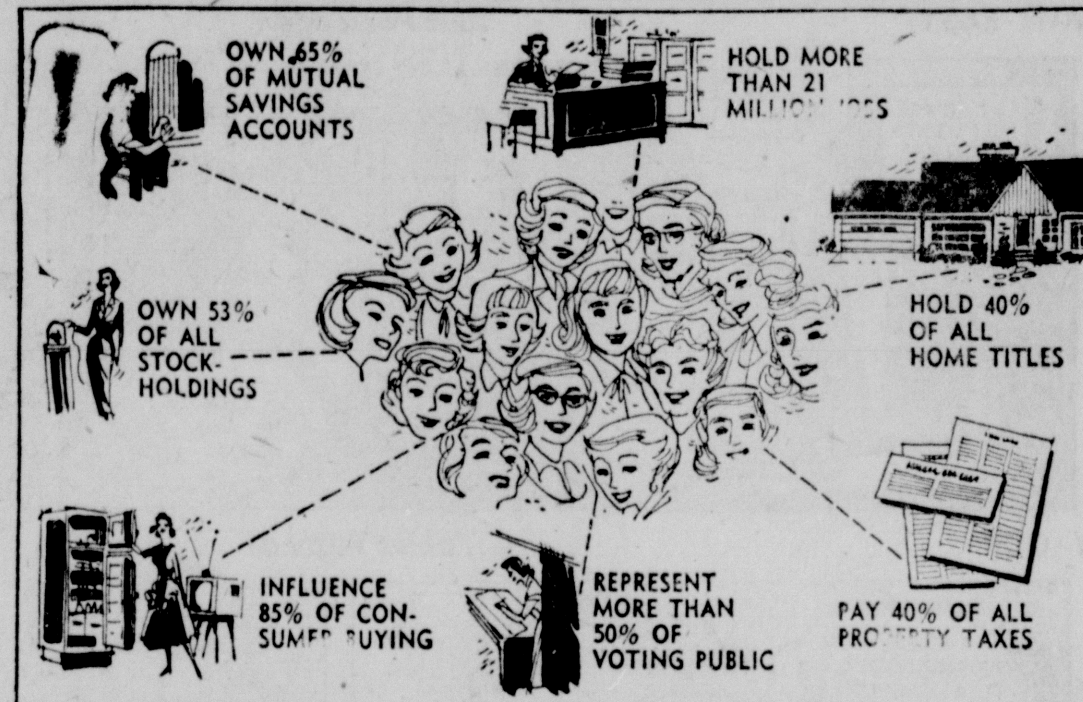 OWN 65%
OF MUTUAL
SAVINGS
ACCOUNTS
HOLD MORE
THAN 21
MILLION JOBS
OWN 53%
OF ALL
STOCK-
HOLDINGS
HOLD 40%
OF ALL
HOME TITLES
INFLUENCE
85% OF CON-
SUMER BUYING
REPRESENT
MORE THAN
50% OF
VOTING PUBLIC
PAY 40% OF ALL
PROPERTY TAXES